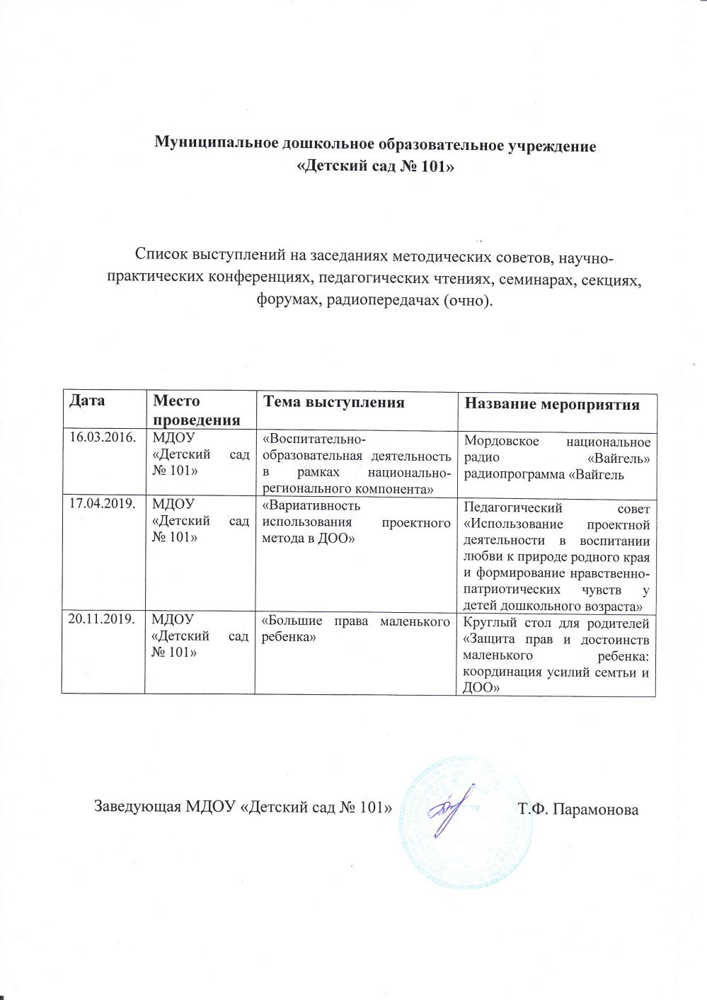 Муниципальное дошкольное образовательное учреждение
«Детский сад № 101»
Список выступлений на заседаниях методических советов, научно-
практических конференциях, педагогических чтениях, семинарах, секциях,
форумах, радиопередачах (очно).
Дата
Место
проведения
Тема выступления
Название мероприятия
16.03.2016.
МДОУ
«Детский сад
№ 101»
«Воспитательно-
образовательная деятельность
в рамках национально-
регионального компонента»
Мордовское национальное
радио «Вайгель»
радиопрограмма «Вайгель
17.04.2019.
МДОУ
«Детский сад
№ 101»
«Вариативность
использования проектного
метода в ДОО»
Педагогический совет
«Использование проектной
деятельности в воспитании
любви к природе родного края
и формирование нравственно-
патриотических чувств у
детей дошкольного возраста»
20.11.2019.
МДОУ
«Детский сад
№ 101»
«Большие права маленького
ребенка»
Круглый стол для родителей
«Защита прав и достоинств
маленького ребенка:
координация усилий семтьи и
ДОО»
Заведующая МДОУ «Детский сад № 101»
Т.Ф. Парамонова